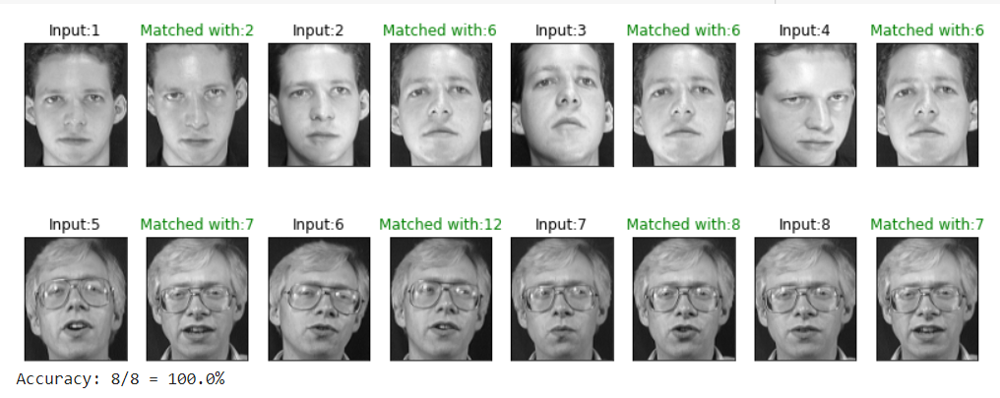 Input:1 Matched with:2 Input:2 Matched with:6 Input:3 Matched with:6 Input:4 Matched with:6
Input:5 Matched with:7 Input:6 Matched with:12 Input:7 Matched with:8 Input:8 Matched with:7
Accuracy: 8/8 = 100.0%